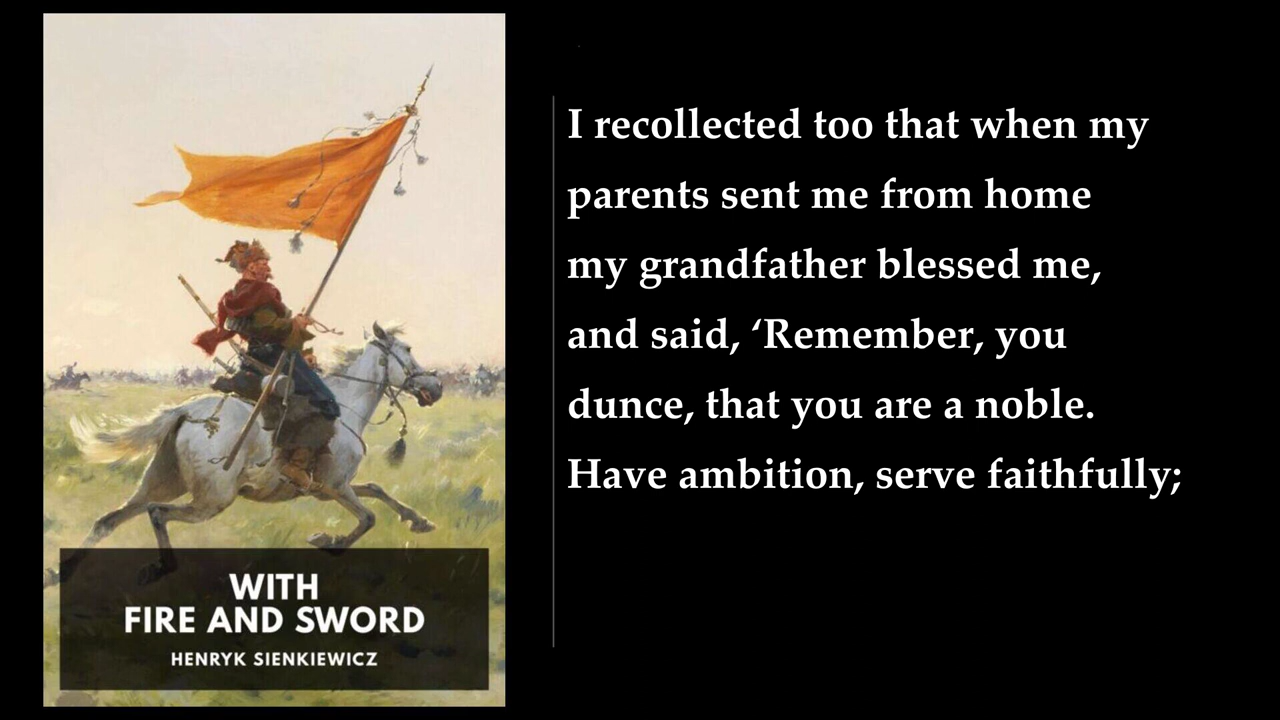 WITH
FIRE AND SWORD
HENRYK SIENKIEWICZ
I recollected too that when my
parents sent me from home
my grandfather blessed me,
and said, ‘Remember, you
dunce, that you are a noble.
Have ambition, serve faithfully;